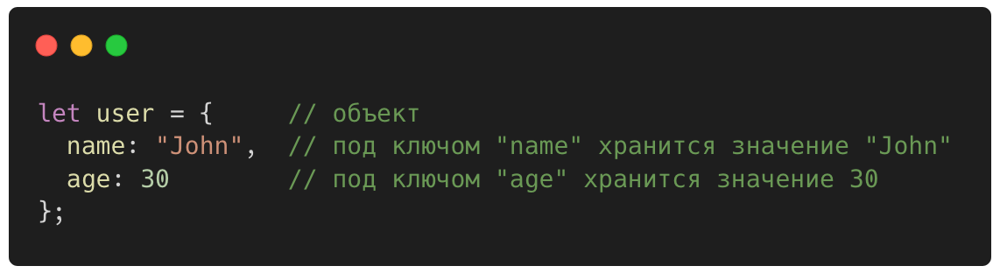 let user = {     // объект
  name: "John",  // под ключом "name" хранится значение "John"
  age: 30        // под ключом "age" хранится значение 30
};